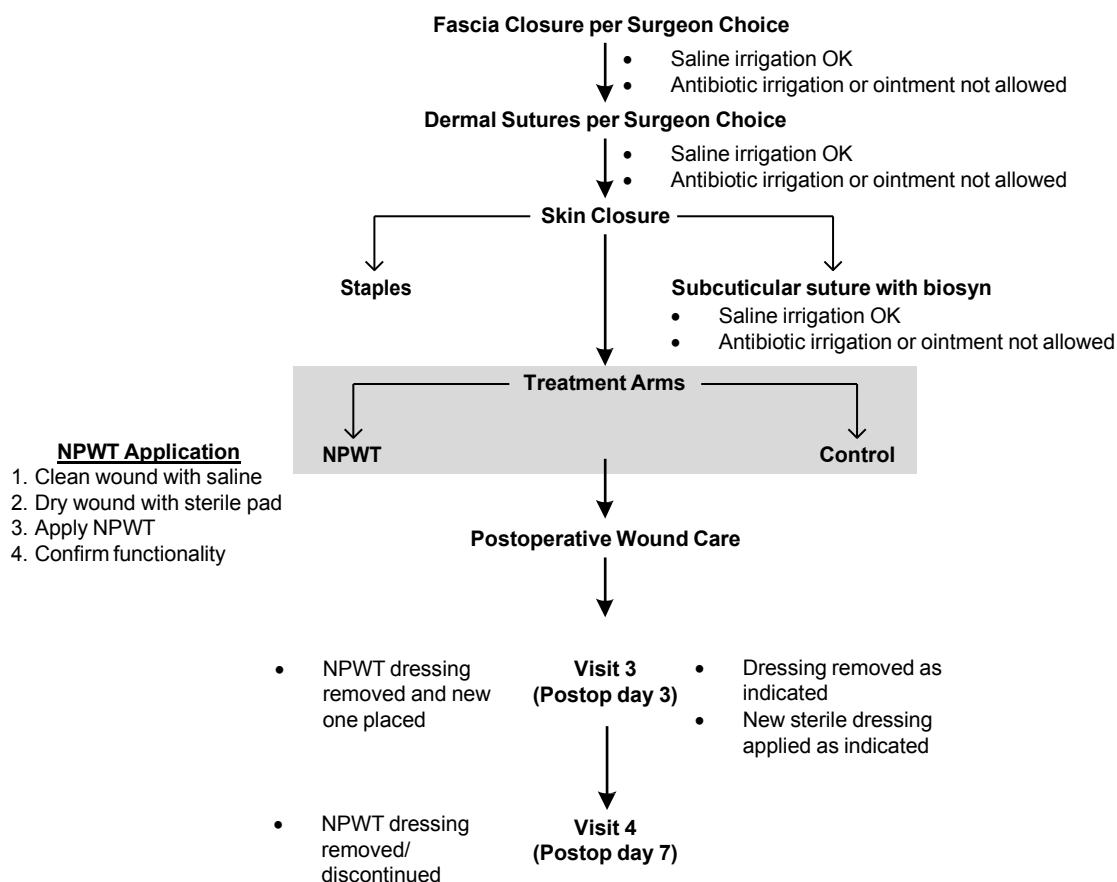 Fascia Closure per Surgeon Choice
• Saline irrigation OK
• Antibiotic irrigation or ointment not allowed
Dermal Sutures per Surgeon Choice
• Saline irrigation OK
• Antibiotic irrigation or ointment not allowed
Skin Closure
Staples
Subcuticular suture with biosyn
• Saline irrigation OK
• Antibiotic irrigation or ointment not allowed
Treatment Arms
NPWT
Control
NPWT Application
1. Clean wound with saline
2. Dry wound with sterile pad
3. Apply NPWT
4. Confirm functionality
Postoperative Wound Care
• NPWT dressing
removed and new
one placed
Visit 3
(Postop day 3)
• Dressing removed as
indicated
• New sterile dressing
applied as indicated
• NPWT dressing
removed/
discontinued
Visit 4
(Postop day 7)